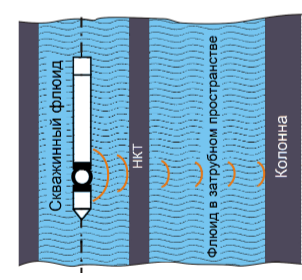 Скважинный флюид
НКТ
Флюид в затрубном пространстве
Колонна